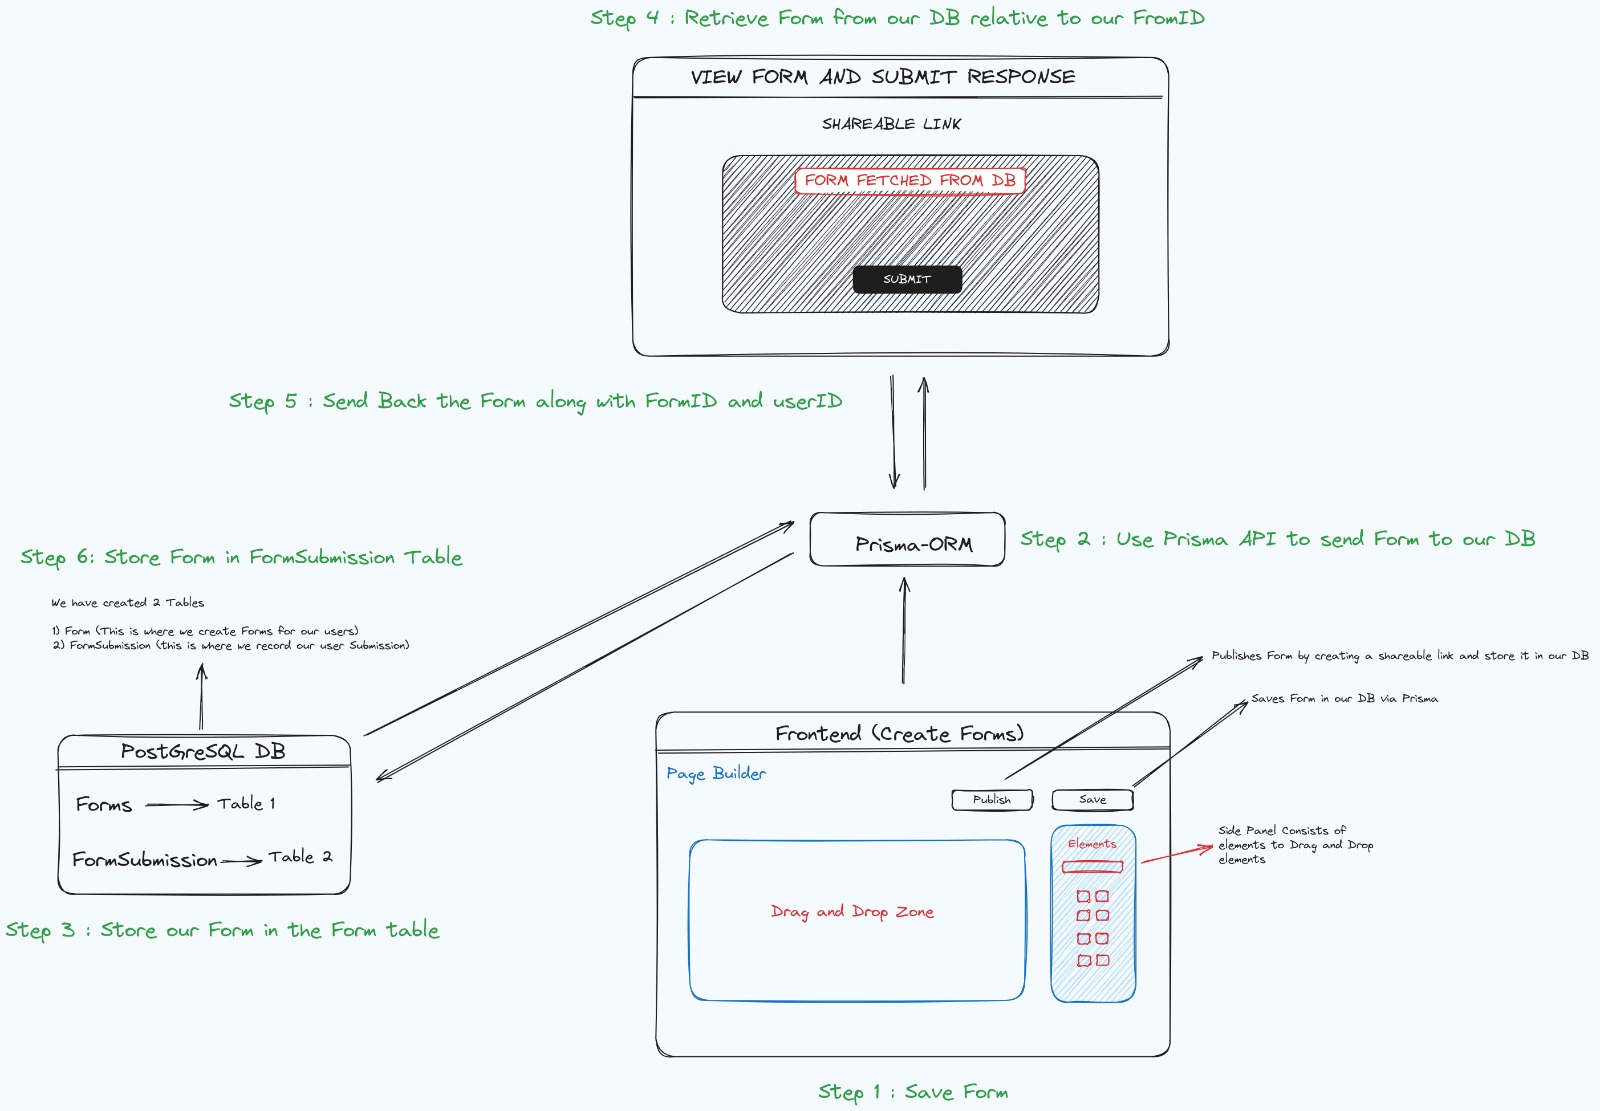 Step 4 : Retrieve Form from our DB relative to our FromID
VIEW FORM AND SUBMIT RESPONSE
SHAREABLE LINK
FORM FETCHED FROM DB
SUBMIT
Step 5 : Send Back the Form along with FormID and userID
Prisma-ORM
Step 2 : Use Prisma API to send Form to our DB
Step 6: Store Form in FormSubmission Table
We have created 2 Tables
1) Form (This is where we create Forms for our users)
2) FormSubmission (this is where we record our user Submission)
PostGreSQL DB
Forms
Table 1
FormSubmission
Table 2
Step 3 : Store our Form in the Form table
Publishes Form by creating a shareable link and store it in our DB
Saves Form in our DB via Prisma
Frontend (Create Forms)
Page Builder
Publish
Save
Elements
Side Panel Consists of
elements to Drag and Drop
elements
Drag and Drop Zone
Step 1 : Save Form